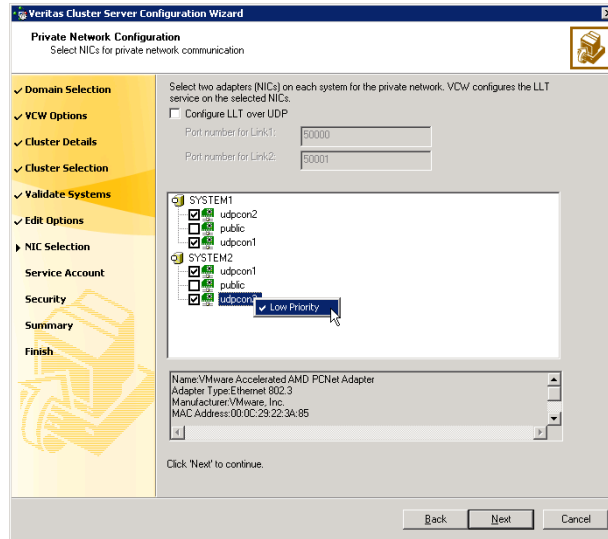 Veritas Cluster Server Configuration Wizard
Private Network Configuration
Select NICs for private network communication
Domain Selection
VCW Options
Cluster Details
Cluster Selection
Validate Systems
Edit Options
NIC Selection
Service Account
Security
Summary
Finish
Select two adapters (NICs) on each system for the private network. VCW configures the LLT
service on the selected NICs.
Configure LLT over UDP
Port number for Link1:
50000
Port number for Link2:
50001
SYSTEM1
udpcon2
public
udpcon1
SYSTEM2
udpcon1
public
Low Priority
Name:VMware Accelerated AMD PCNet Adapter
Adapter Type:Ethernet 802.3
Manufacturer:VMware, Inc.
MAC Address:00:0C:29:22:3A:85
Click 'Next' to continue.
Back
Next
Cancel